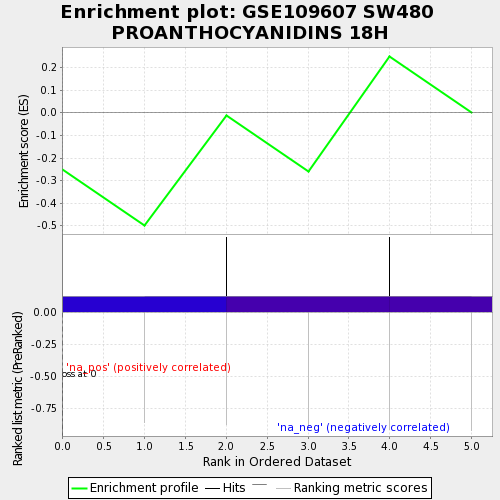 Enrichment plot: GSE109607 SW480
PROANTHOCYANIDINS 18H
Enrichment score (ES)
0.2
0.1
0.0
-0.1
-0.2
-0.3
-0.4
-0.5
Ranked list metric (PreRanked)
0.00
-0.25
-0.50
-0.75
'na_pos' (positively correlated)
oss at 0
'na_neg' (negatively correlated)
0.0 0.5 1.0 1.5 2.0 2.5 3.0 3.5 4.0 4.5 5.0
Rank in Ordered Dataset
Enrichment profile Hits Ranking metric scores